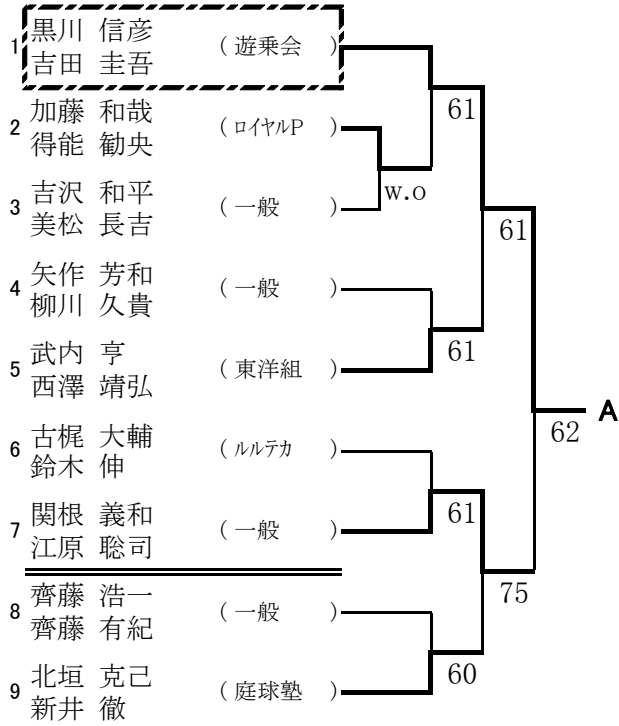 1 黒川 信彦 (遊乗会)
吉田 圭吾
61
2 加藤 和哉 (ロイヤルP)
得能 勧央
w.o
3 吉沢 和平 (一般)
美松 長吉
61
4 矢作 芳和 (一般)
柳川 久貴
61
5 武内 亨 (東洋組)
西澤 靖弘
62 A
6 古梶 大輔 (ルルテカ)
鈴木 伸
61
7 関根 義和 (一般)
江原 聡司
75
8 齊藤 浩一 (一般)
齊藤 有紀
60
9 北垣 克己 (庭球塾)
新井 徹